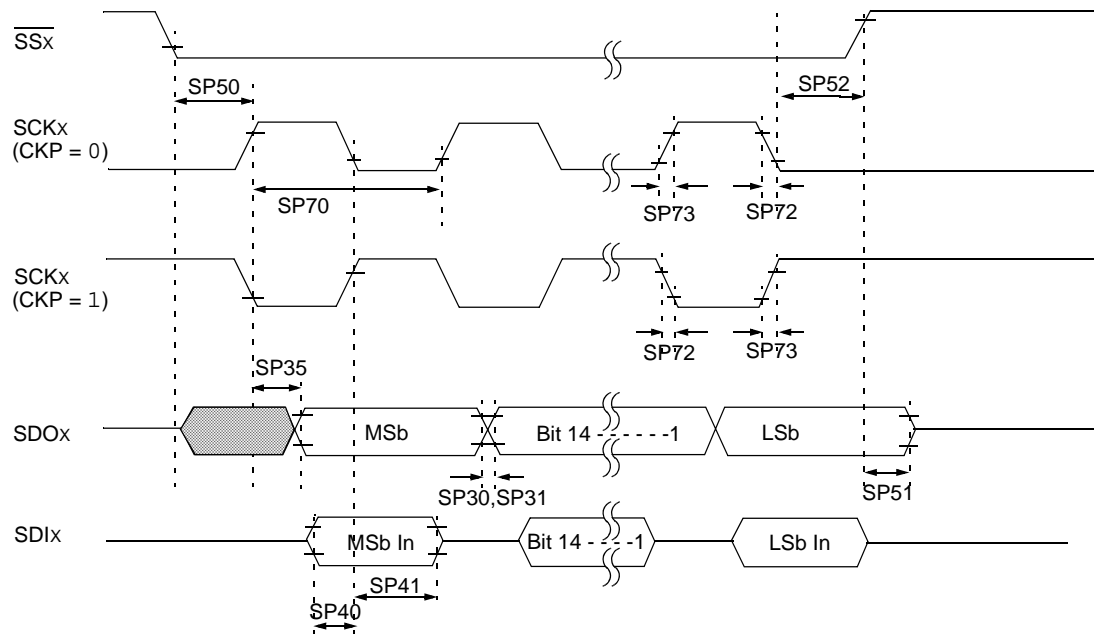 SSX
SP50
SP52
SCKX
(CKP = 0)
SP70
SP73
SP72
SCKX
(CKP = 1)
SP72
SP73
SP35
SDOX
MSb
Bit 14 - - - - - -1
LSb
SP30,SP31
SP51
SDIX
MSb In
Bit 14 - - - - -1
LSb In
SP41
SP40